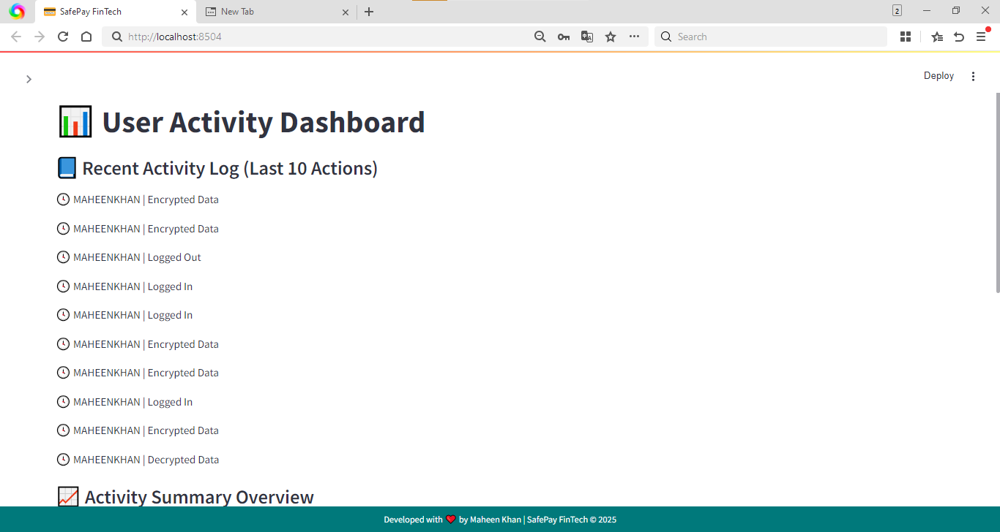 SafePay FinTech
New Tab
2
http://localhost:8504
Search
Deploy
User Activity Dashboard
Recent Activity Log (Last 10 Actions)
MAHEENKHAN | Encrypted Data
MAHEENKHAN | Encrypted Data
MAHEENKHAN | Logged Out
MAHEENKHAN | Logged In
MAHEENKHAN | Logged In
MAHEENKHAN | Encrypted Data
MAHEENKHAN | Encrypted Data
MAHEENKHAN | Logged In
MAHEENKHAN | Encrypted Data
MAHEENKHAN | Decrypted Data
Activity Summary Overview
Developed with ❤️ by Maheen Khan | SafePay FinTech © 2025